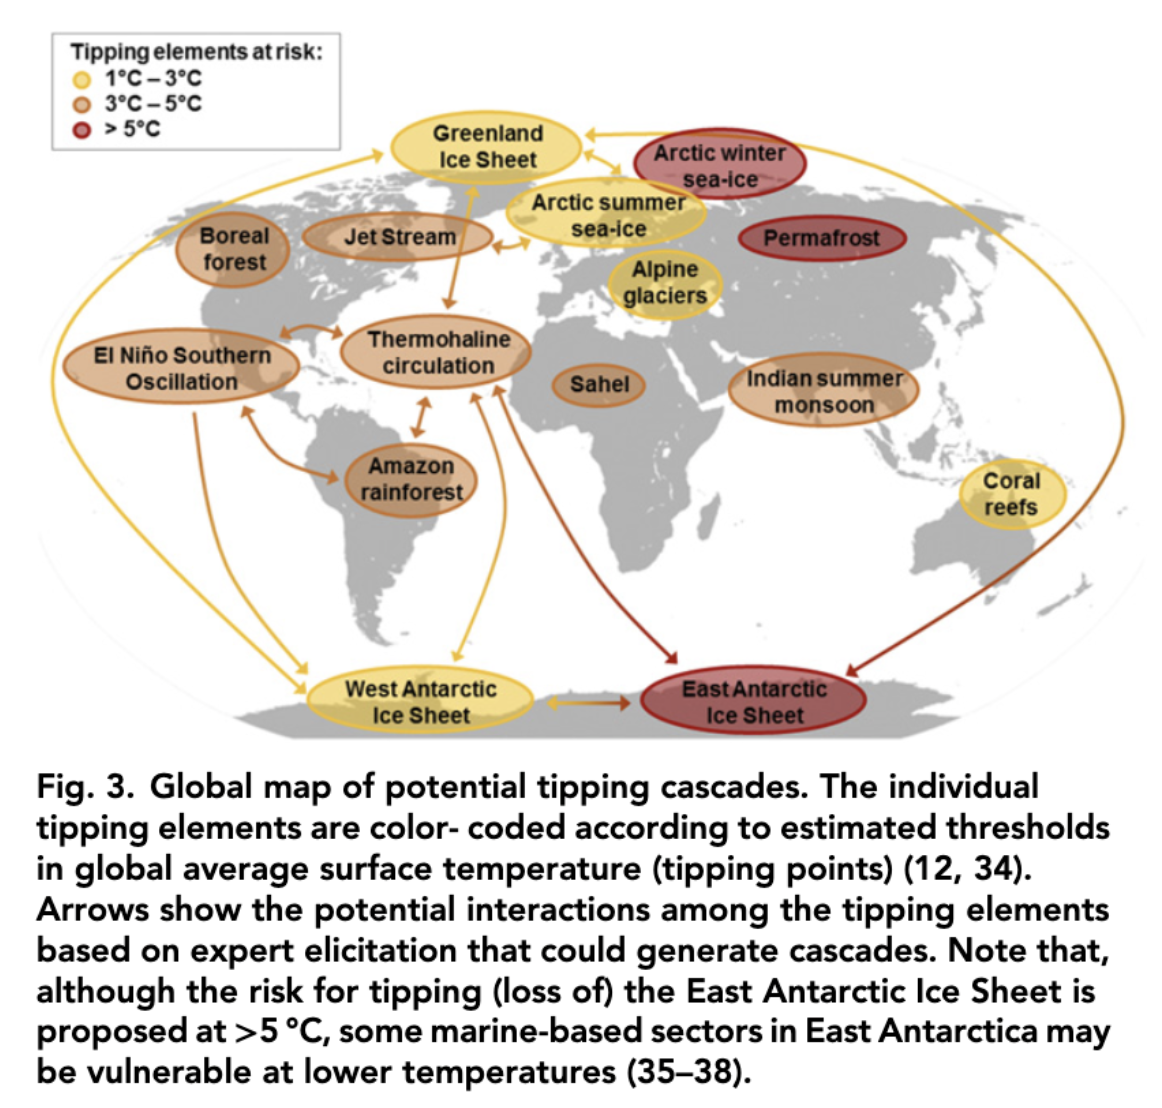 Tipping elements at risk:
1°C – 3°C
3°C – 5°C
> 5°C
Greenland
Ice Sheet
Arctic winter
sea-ice
Arctic summer
sea-ice
Boreal
forest
Jet Stream
Permafrost
Alpine
glaciers
El Niño Southern
Oscillation
Thermohaline
circulation
Sahel
Indian summer
monsoon
Amazon
rainforest
Coral
reefs
West Antarctic
Ice Sheet
East Antarctic
Ice Sheet
Fig. 3. Global map of potential tipping cascades. The individual
tipping elements are color- coded according to estimated thresholds
in global average surface temperature (tipping points) (12, 34).
Arrows show the potential interactions among the tipping elements
based on expert elicitation that could generate cascades. Note that,
although the risk for tipping (loss of) the East Antarctic Ice Sheet is
proposed at >5 °C, some marine-based sectors in East Antarctica may
be vulnerable at lower temperatures (35–38).